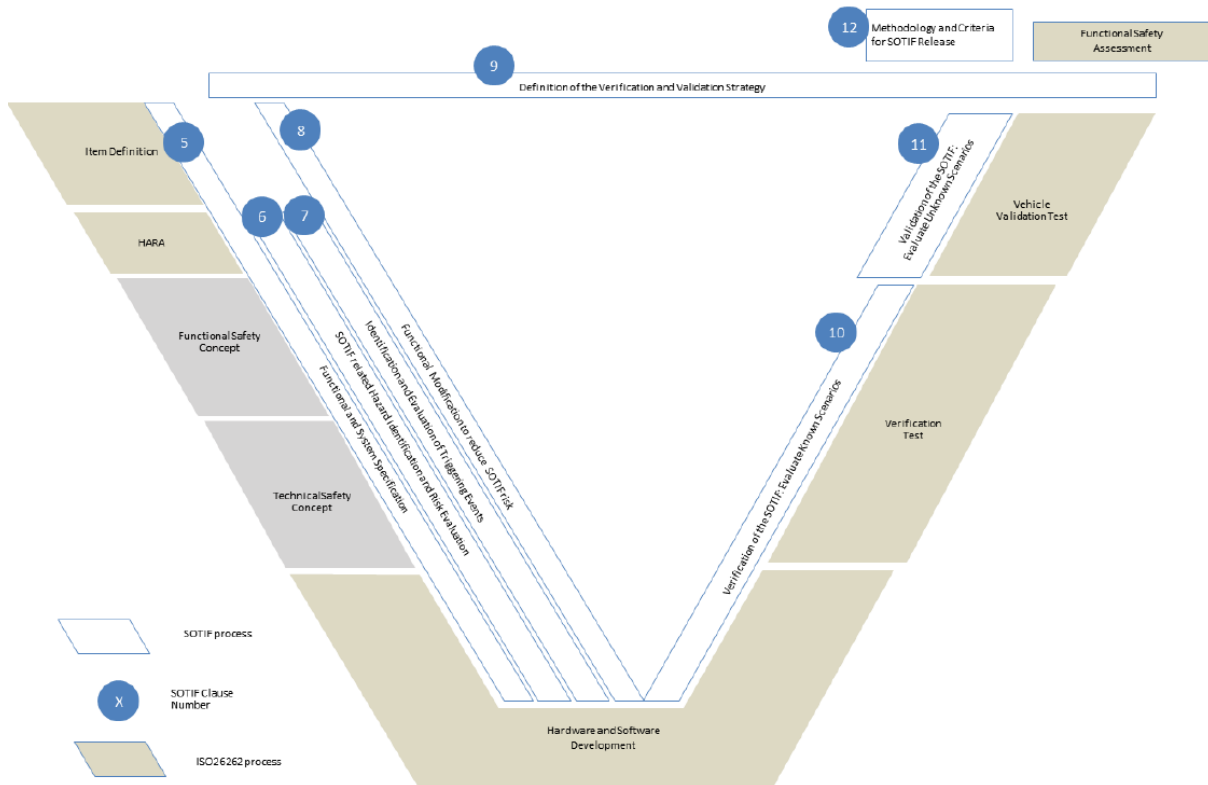 12
Methodology and Criteria
for SOTIF Release
Functional Safety
Assessment
9
Definition of the Verification and Validation Strategy
5
8
11
Item Definition
6
7
HARA
Functional Safety
Concept
Technical Safety
Concept
Functional and System Specification
SOTIF related Hazard Identification and Risk Evaluation
Identification and Evaluation of Triggering Events
Functional Modification to reduce SOTIF risk
Validation of the SOTIF:
Evaluate Unknown Scenarios
Vehicle
Validation Test
10
Verification of the SOTIF: Evaluate Known Scenarios
Verification
Test
Hardware and Software
Development
SOTIF process
X
SOTIF Clause
Number
ISO26262 process